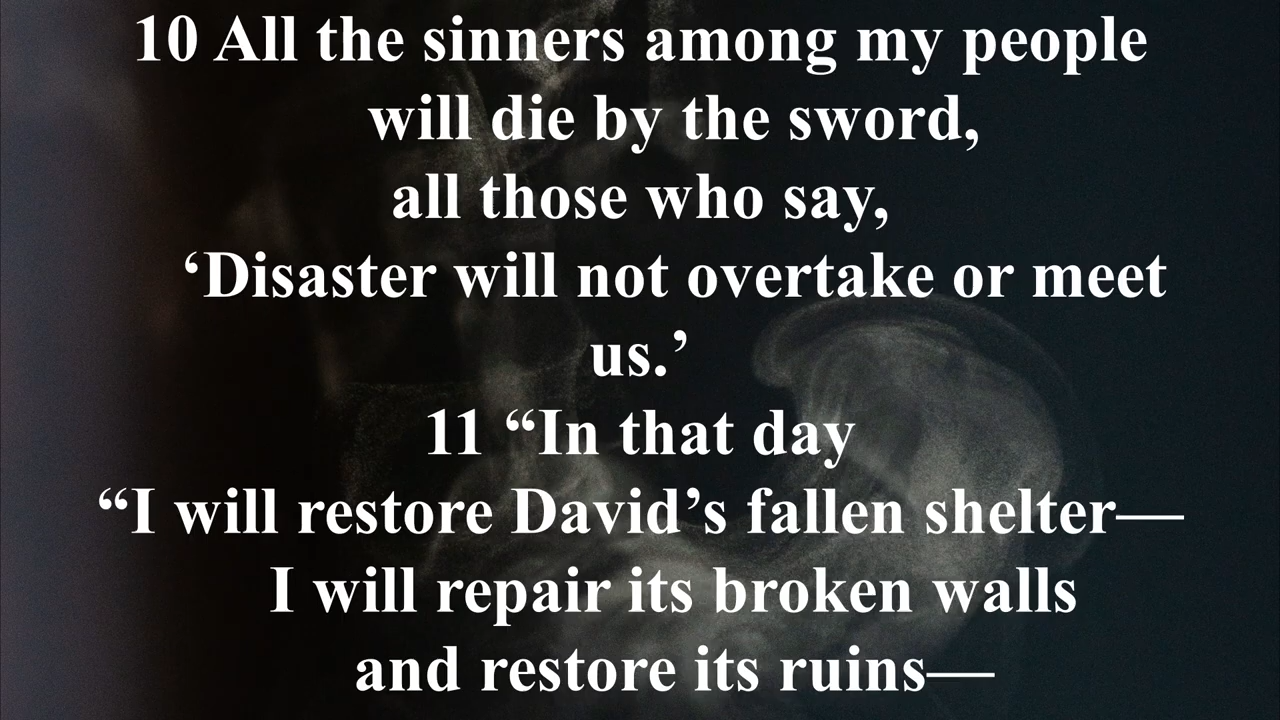 10 All the sinners among my people
will die by the sword,
all those who say,
‘Disaster will not overtake or meet
us.’
11 “In that day
“I will restore David’s fallen shelter—
I will repair its broken walls
and restore its ruins—